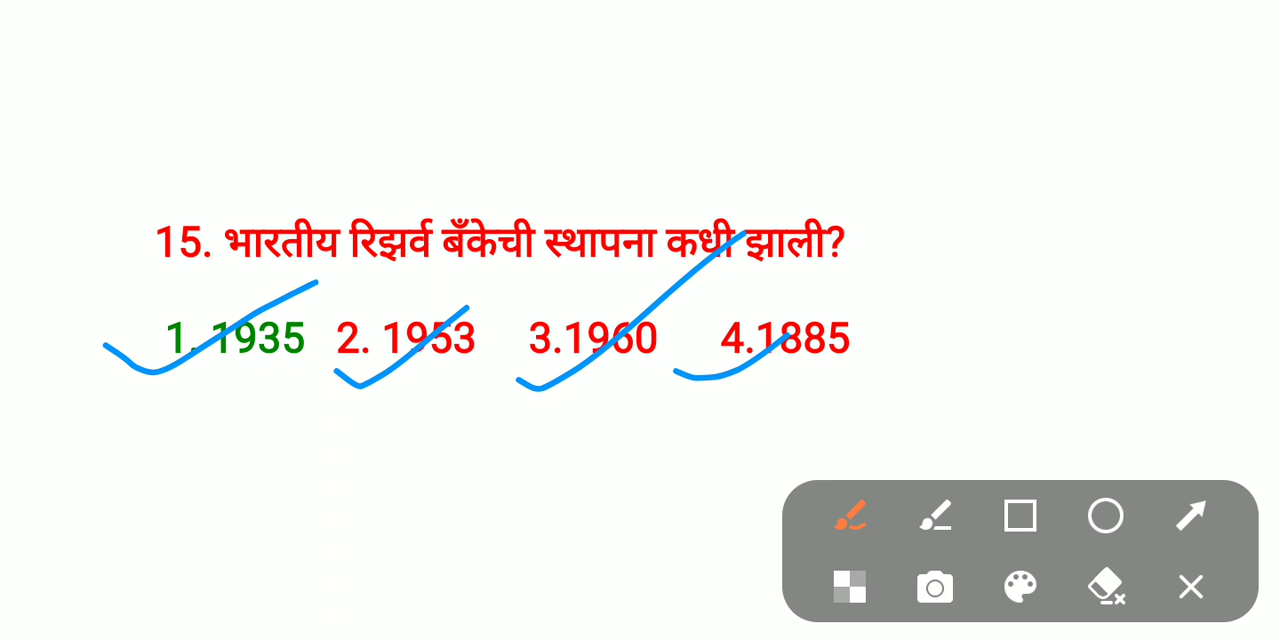 15. भारतीय रिझर्व बँकेची स्थापना कधी झाली?
1. 1935 2. 1953 3.1960 4.1885